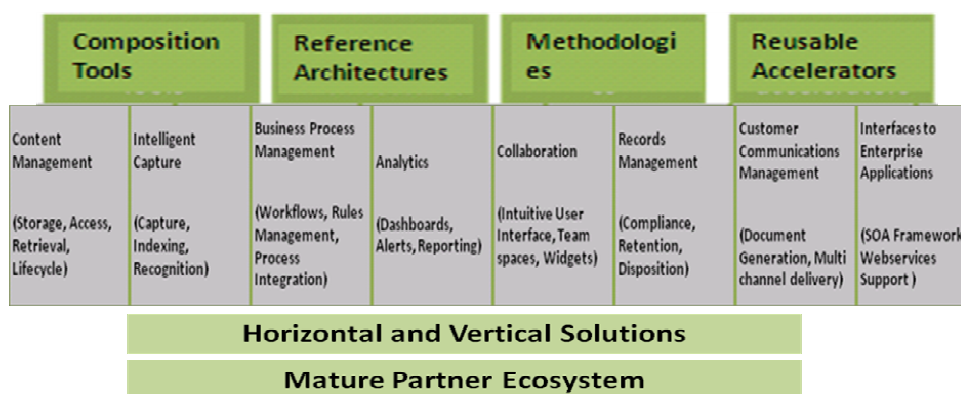 Composition
Tools
Reference
Architectures
Methodologi
es
Reusable
Accelerators
Content
Management
(Storage, Access,
Retrieval,
Lifecycle)
Intelligent
Capture
(Capture,
Indexing,
Recognition)
Business Process
Management
(Workflows, Rules
Management,
Process
Integration)
Analytics
(Dashboards,
Alerts, Reporting)
Collaboration
(Intuitive User
Interface, Team
spaces, Widgets)
Records
Management
(Compliance,
Retention,
Disposition)
Customer
Communications
Management
(Document
Generation, Multi
channel delivery)
Interfaces to
Enterprise
Applications
(SOA Framework
Webservices
Support )
Horizontal and Vertical Solutions
Mature Partner Ecosystem